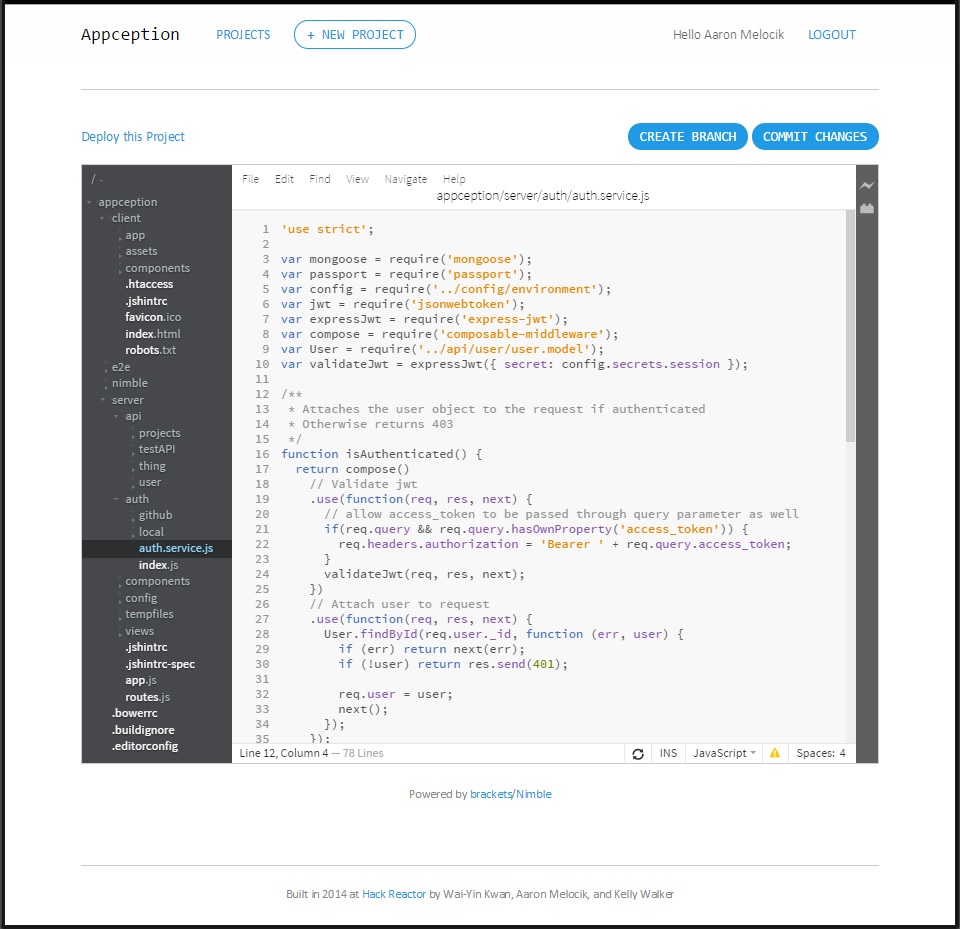 Appception PROJECTS + NEW PROJECT Hello Aaron Melocik LOGOUT
Deploy this Project CREATE BRANCH COMMIT CHANGES
/ -
appception
client
app
assets
components
.htaccess
.jshintrc
favicon.ico
index.html
robots.txt
e2e
nimble
server
api
projects
testAPI
thing
user
auth
github
local
auth.service.js
index.js
components
config
tempfiles
views
.jshintrc
.jshintrc-spec
app.js
routes.js
.bowerrc
.buildignore
.editorconfig
File Edit Find View Navigate Help
appception/server/auth/auth.service.js
1 'use strict';
2
3 var mongoose = require('mongoose');
4 var passport = require('passport');
5 var config = require('../config/environment');
6 var jwt = require('jsonwebtoken');
7 var expressJwt = require('express-jwt');
8 var compose = require('composable-middleware');
9 var User = require('../api/user/user.model');
10 var validateJwt = expressJwt({ secret: config.secrets.session });
11
12 /**
13  * Attaches the user object to the request if authenticated
14  * Otherwise returns 403
15  */
16 function isAuthenticated() {
17   return compose()
18     // Validate jwt
19     .use(function(req, res, next) {
20       // allow access_token to be passed through query parameter as well
21       if(req.query && req.query.hasOwnProperty('access_token')) {
22         req.headers.authorization = 'Bearer ' + req.query.access_token;
23       }
24       validateJwt(req, res, next);
25     })
26     // Attach user to request
27     .use(function(req, res, next) {
28       User.findById(req.user._id, function (err, user) {
29         if (err) return next(err);
30         if (!user) return res.send(401);
31
32         req.user = user;
33         next();
34       });
35     });
Line 12, Column 4 — 78 Lines INS JavaScript Spaces: 4
Powered by brackets/Nimble
Built in 2014 at Hack Reactor by Wai-Yin Kwan, Aaron Melocik, and Kelly Walker